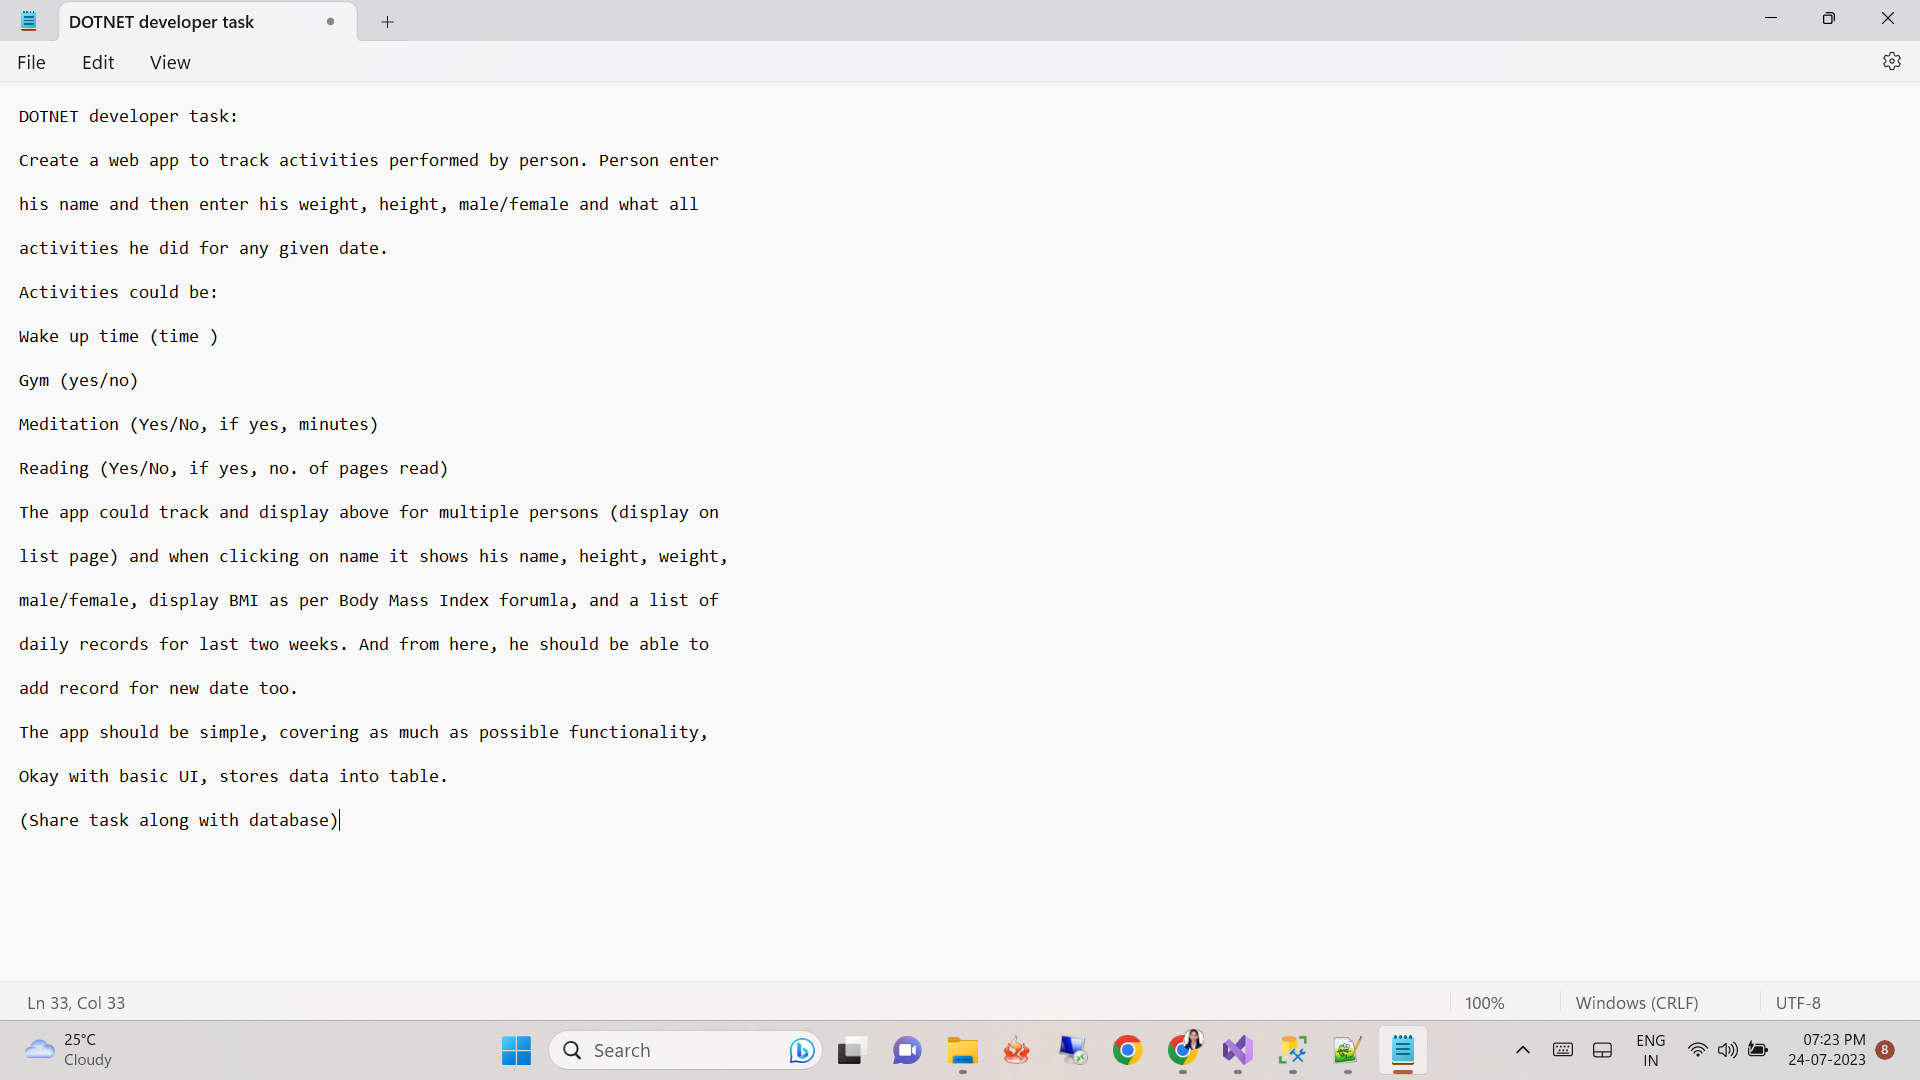 DOTNET developer task
File
Edit
View
DOTNET developer task:
Create a web app to track activities performed by person. Person enter
his name and then enter his weight, height, male/female and what all
activities he did for any given date.
Activities could be:
Wake up time (time )
Gym (yes/no)
Meditation (Yes/No, if yes, minutes)
Reading (Yes/No, if yes, no. of pages read)
The app could track and display above for multiple persons (display on
list page) and when clicking on name it shows his name, height, weight,
male/female, display BMI as per Body Mass Index forumla, and a list of
daily records for last two weeks. And from here, he should be able to
add record for new date too.
The app should be simple, covering as much as possible functionality,
Okay with basic UI, stores data into table.
(Share task along with database)
Ln 33, Col 33
100%
Windows (CRLF)
UTF-8
25°C
Cloudy
Search
ENG
IN
07:23 PM
24-07-2023
8